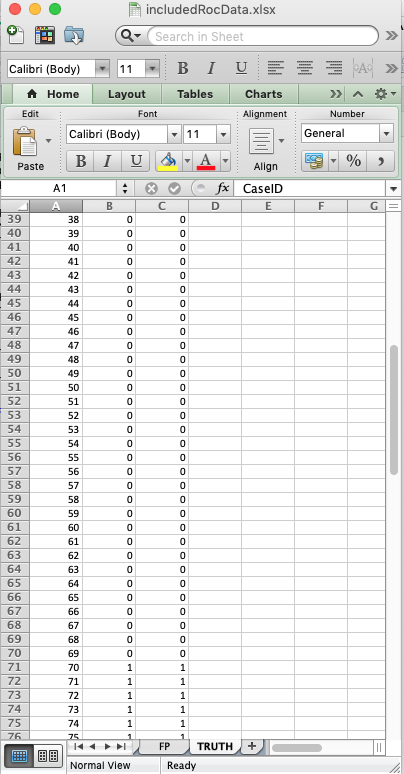 includedRocData.xlsx
Search in Sheet
Calibri (Body) 11 B I U
Home Layout Tables Charts
Edit Font Alignment Number
Paste Calibri (Body) 11 B I U A Align General % ,
A1 fx CaseID
A B C D E F G
39 38 0 0
40 39 0 0
41 40 0 0
42 41 0 0
43 42 0 0
44 43 0 0
45 44 0 0
46 45 0 0
47 46 0 0
48 47 0 0
49 48 0 0
50 49 0 0
51 50 0 0
52 51 0 0
53 52 0 0
54 53 0 0
55 54 0 0
56 55 0 0
57 56 0 0
58 57 0 0
59 58 0 0
60 59 0 0
61 60 0 0
62 61 0 0
63 62 0 0
64 63 0 0
65 64 0 0
66 65 0 0
67 66 0 0
68 67 0 0
69 68 0 0
70 69 0 0
71 70 1 1
72 71 1 1
73 72 1 1
74 73 1 1
75 74 1 1
76 75 1 1
FP TRUTH +
Normal View Ready